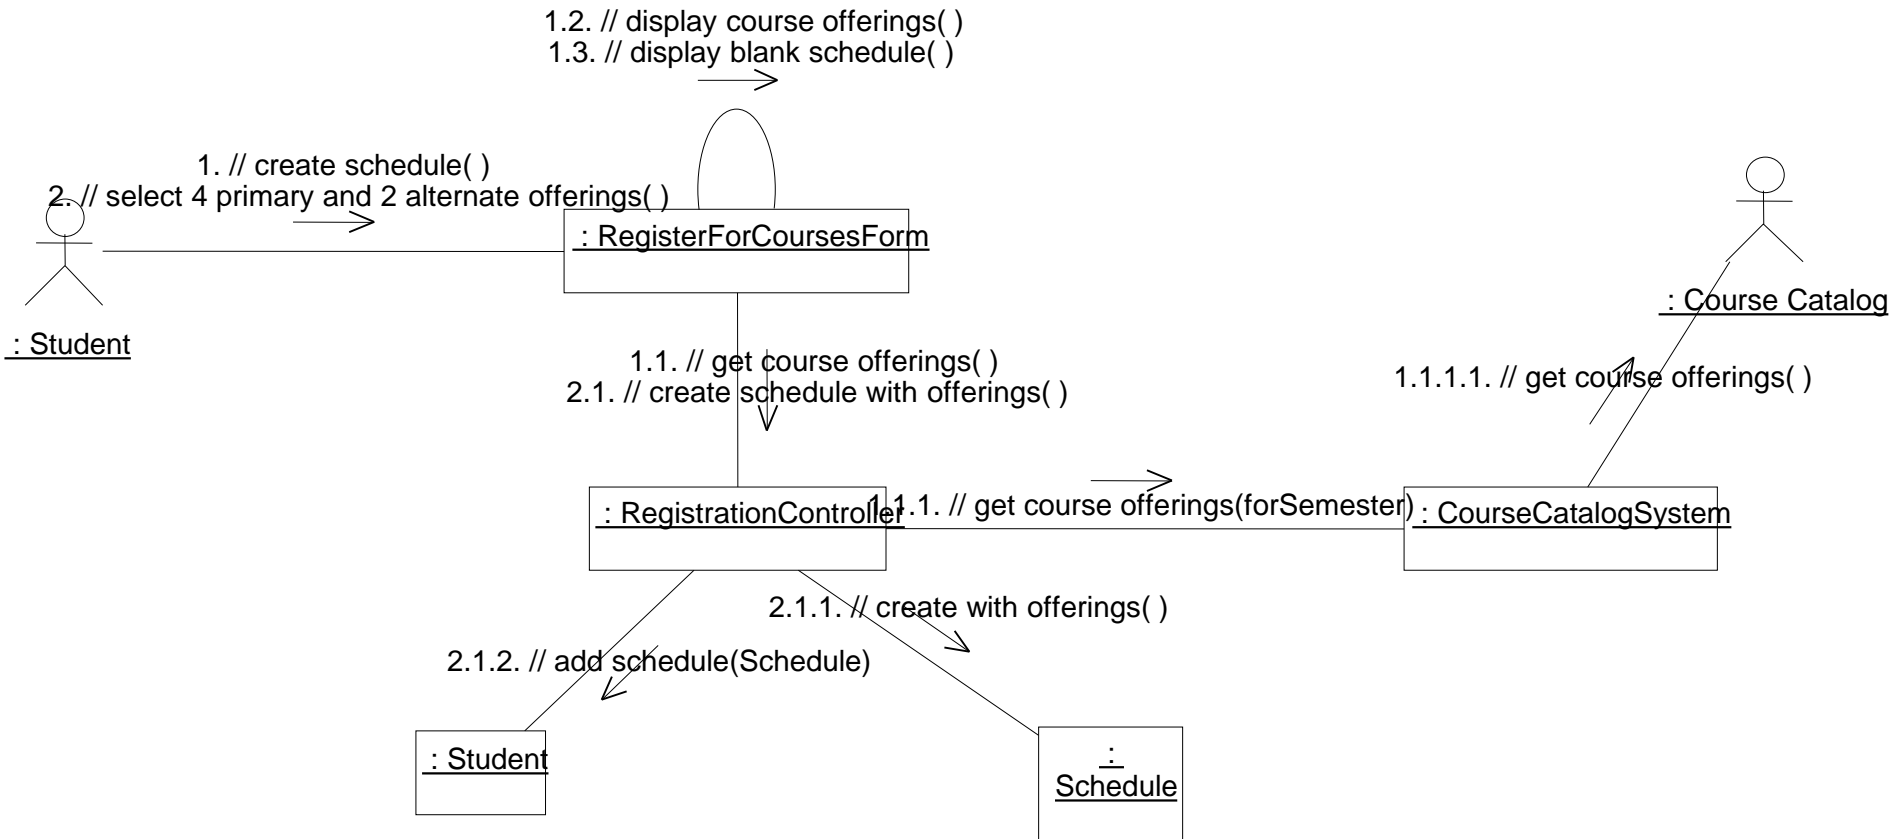 1.2. // display course offerings( )
1.3. // display blank schedule( )
1. // create schedule( )
2. // select 4 primary and 2 alternate offerings( )
: RegisterForCoursesForm
: Course Catalog
: Student
1.1. // get course offerings( )
2.1. // create schedule with offerings( )
1.1.1.1. // get course offerings( )
: RegistrationController
1.1.1. // get course offerings(forSemester)
: CourseCatalogSystem
2.1.1. // create with offerings( )
2.1.2. // add schedule(Schedule)
: Student
:
Schedule